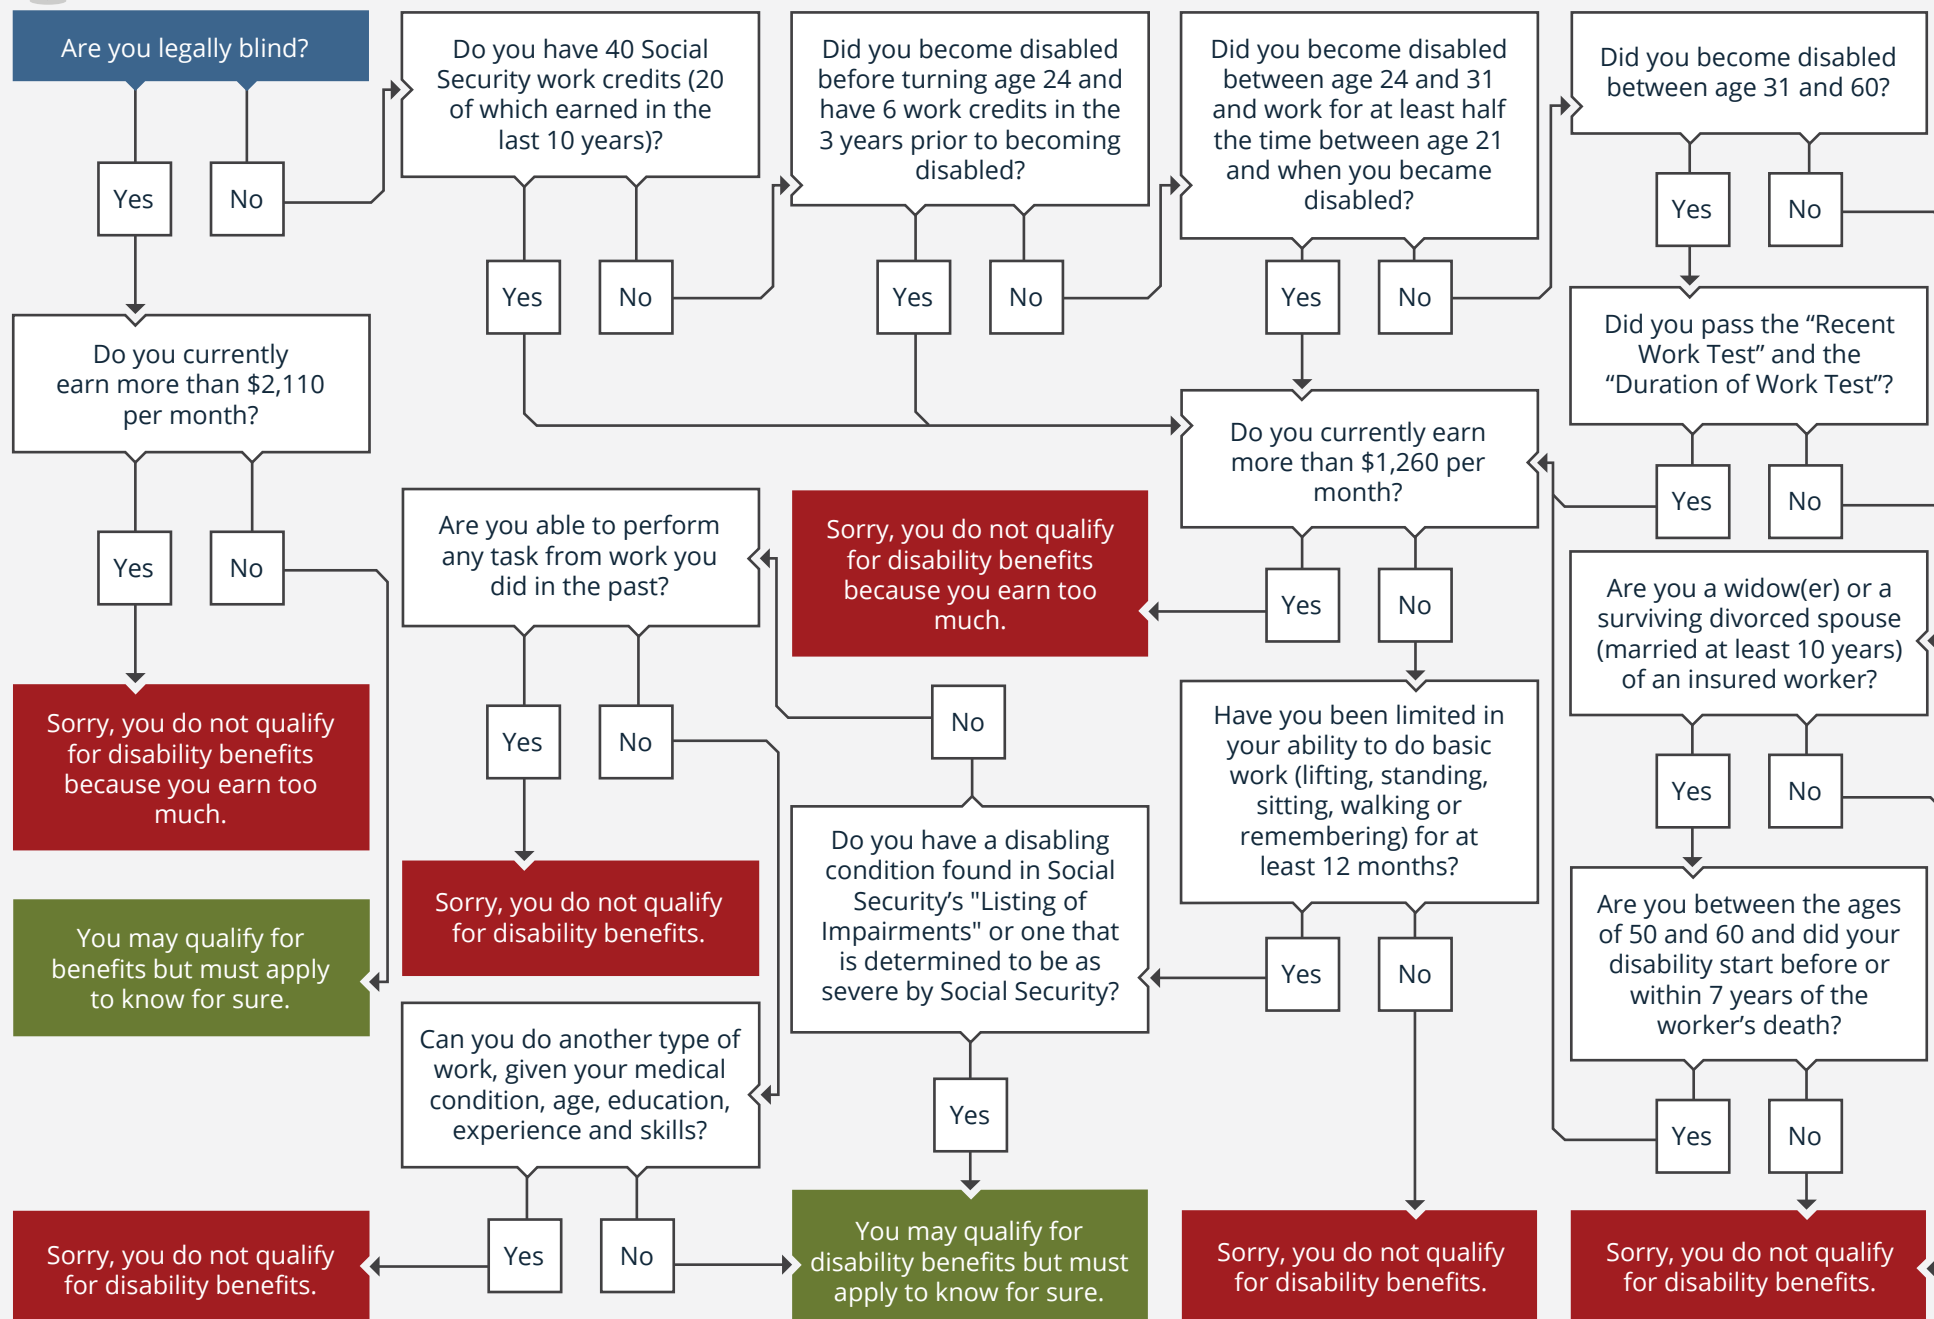 Are you legally blind?
Yes
No
Do you currently
earn more than $2,110
per month?
Yes
No
Sorry, you do not qualify
for disability benefits
because you earn too
much.
You may qualify for
benefits but must apply
to know for sure.
Do you have 40 Social
Security work credits (20
of which earned in the
last 10 years)?
Yes
No
Did you become disabled
before turning age 24 and
have 6 work credits in the
3 years prior to becoming
disabled?
Yes
No
Did you become disabled
between age 24 and 31
and work for at least half
the time between age 21
and when you became
disabled?
Yes
No
Did you become disabled
between age 31 and 60?
Yes
No
Did you pass the “Recent
Work Test” and the
“Duration of Work Test”?
Yes
No
Are you a widow(er) or a
surviving divorced spouse
(married at least 10 years)
of an insured worker?
Yes
No
Are you between the ages
of 50 and 60 and did your
disability start before or
within 7 years of the
worker’s death?
Yes
No
Sorry, you do not qualify
for disability benefits.
Do you currently earn
more than $1,260 per
month?
Yes
No
Sorry, you do not qualify
for disability benefits
because you earn too
much.
Have you been limited in
your ability to do basic
work (lifting, standing,
sitting, walking or
remembering) for at
least 12 months?
Yes
No
Sorry, you do not qualify
for disability benefits.
Do you have a disabling
condition found in Social
Security’s "Listing of
Impairments" or one that
is determined to be as
severe by Social Security?
No
Yes
You may qualify for
disability benefits but must
apply to know for sure.
Are you able to perform
any task from work you
did in the past?
Yes
No
Sorry, you do not qualify
for disability benefits.
Can you do another type of
work, given your medical
condition, age, education,
experience and skills?
Yes
No
Sorry, you do not qualify
for disability benefits.